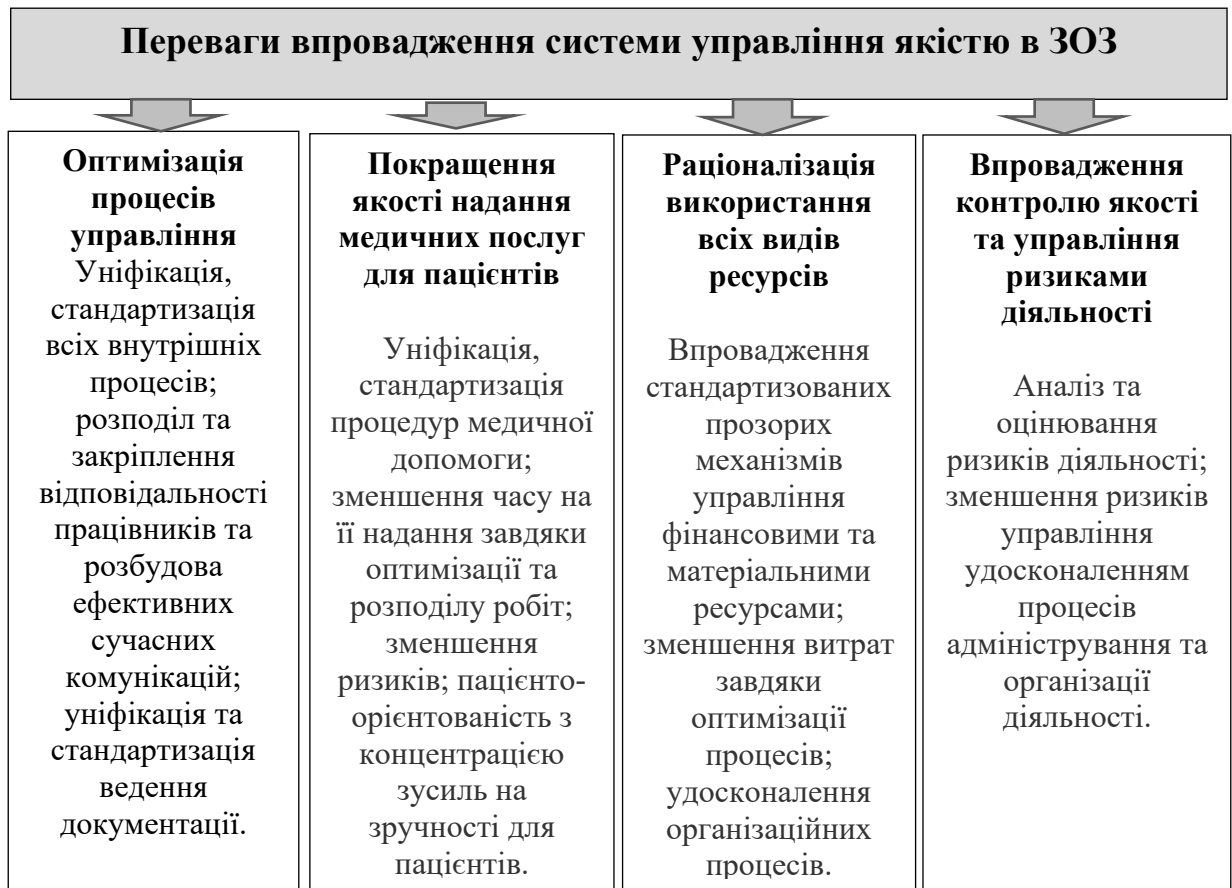 Переваги впровадження системи управління якістю в ЗОЗ
Оптимізація
процесів
управління
Уніфікація,
стандартизація
всіх внутрішніх
процесів;
розподіл та
закріплення
відповідальності
працівників та
розбудова
ефективних
сучасних
комунікацій;
уніфікація та
стандартизація
ведення
документації.
Покращення
якості надання
медичних послуг
для пацієнтів
Уніфікація,
стандартизація
процедур медичної
допомоги;
зменшення часу на
її надання завдяки
оптимізації та
розподілу робіт;
зменшення
ризиків; пацієнто-
орієнтованість з
концентрацією
зусиль на
зручності для
пацієнтів.
Раціоналізація
використання
всіх видів
ресурсів
Впровадження
стандартизованих
прозорих
механізмів
управління
фінансовими та
матеріальними
ресурсами;
зменшення витрат
завдяки
оптимізації
процесів;
удосконалення
організаційних
процесів.
Впровадження
контролю якості
та управління
ризиками
діяльності
Аналіз та
оцінювання
ризиків діяльності;
зменшення ризиків
управління
удосконаленням
процесів
адміністрування та
організації
діяльності.